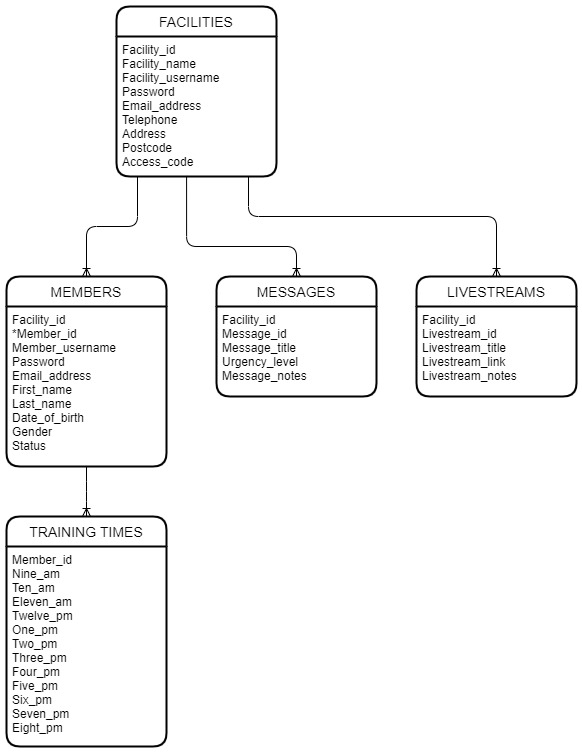 FACILITIES
Facility_id
Facility_name
Facility_username
Password
Email_address
Telephone
Address
Postcode
Access_code
MEMBERS
Facility_id
*Member_id
Member_username
Password
Email_address
First_name
Last_name
Date_of_birth
Gender
Status
MESSAGES
Facility_id
Message_id
Message_title
Urgency_level
Message_notes
LIVESTREAMS
Facility_id
Livestream_id
Livestream_title
Livestream_link
Livestream_notes
TRAINING TIMES
Member_id
Nine_am
Ten_am
Eleven_am
Twelve_pm
One_pm
Two_pm
Three_pm
Four_pm
Five_pm
Six_pm
Seven_pm
Eight_pm